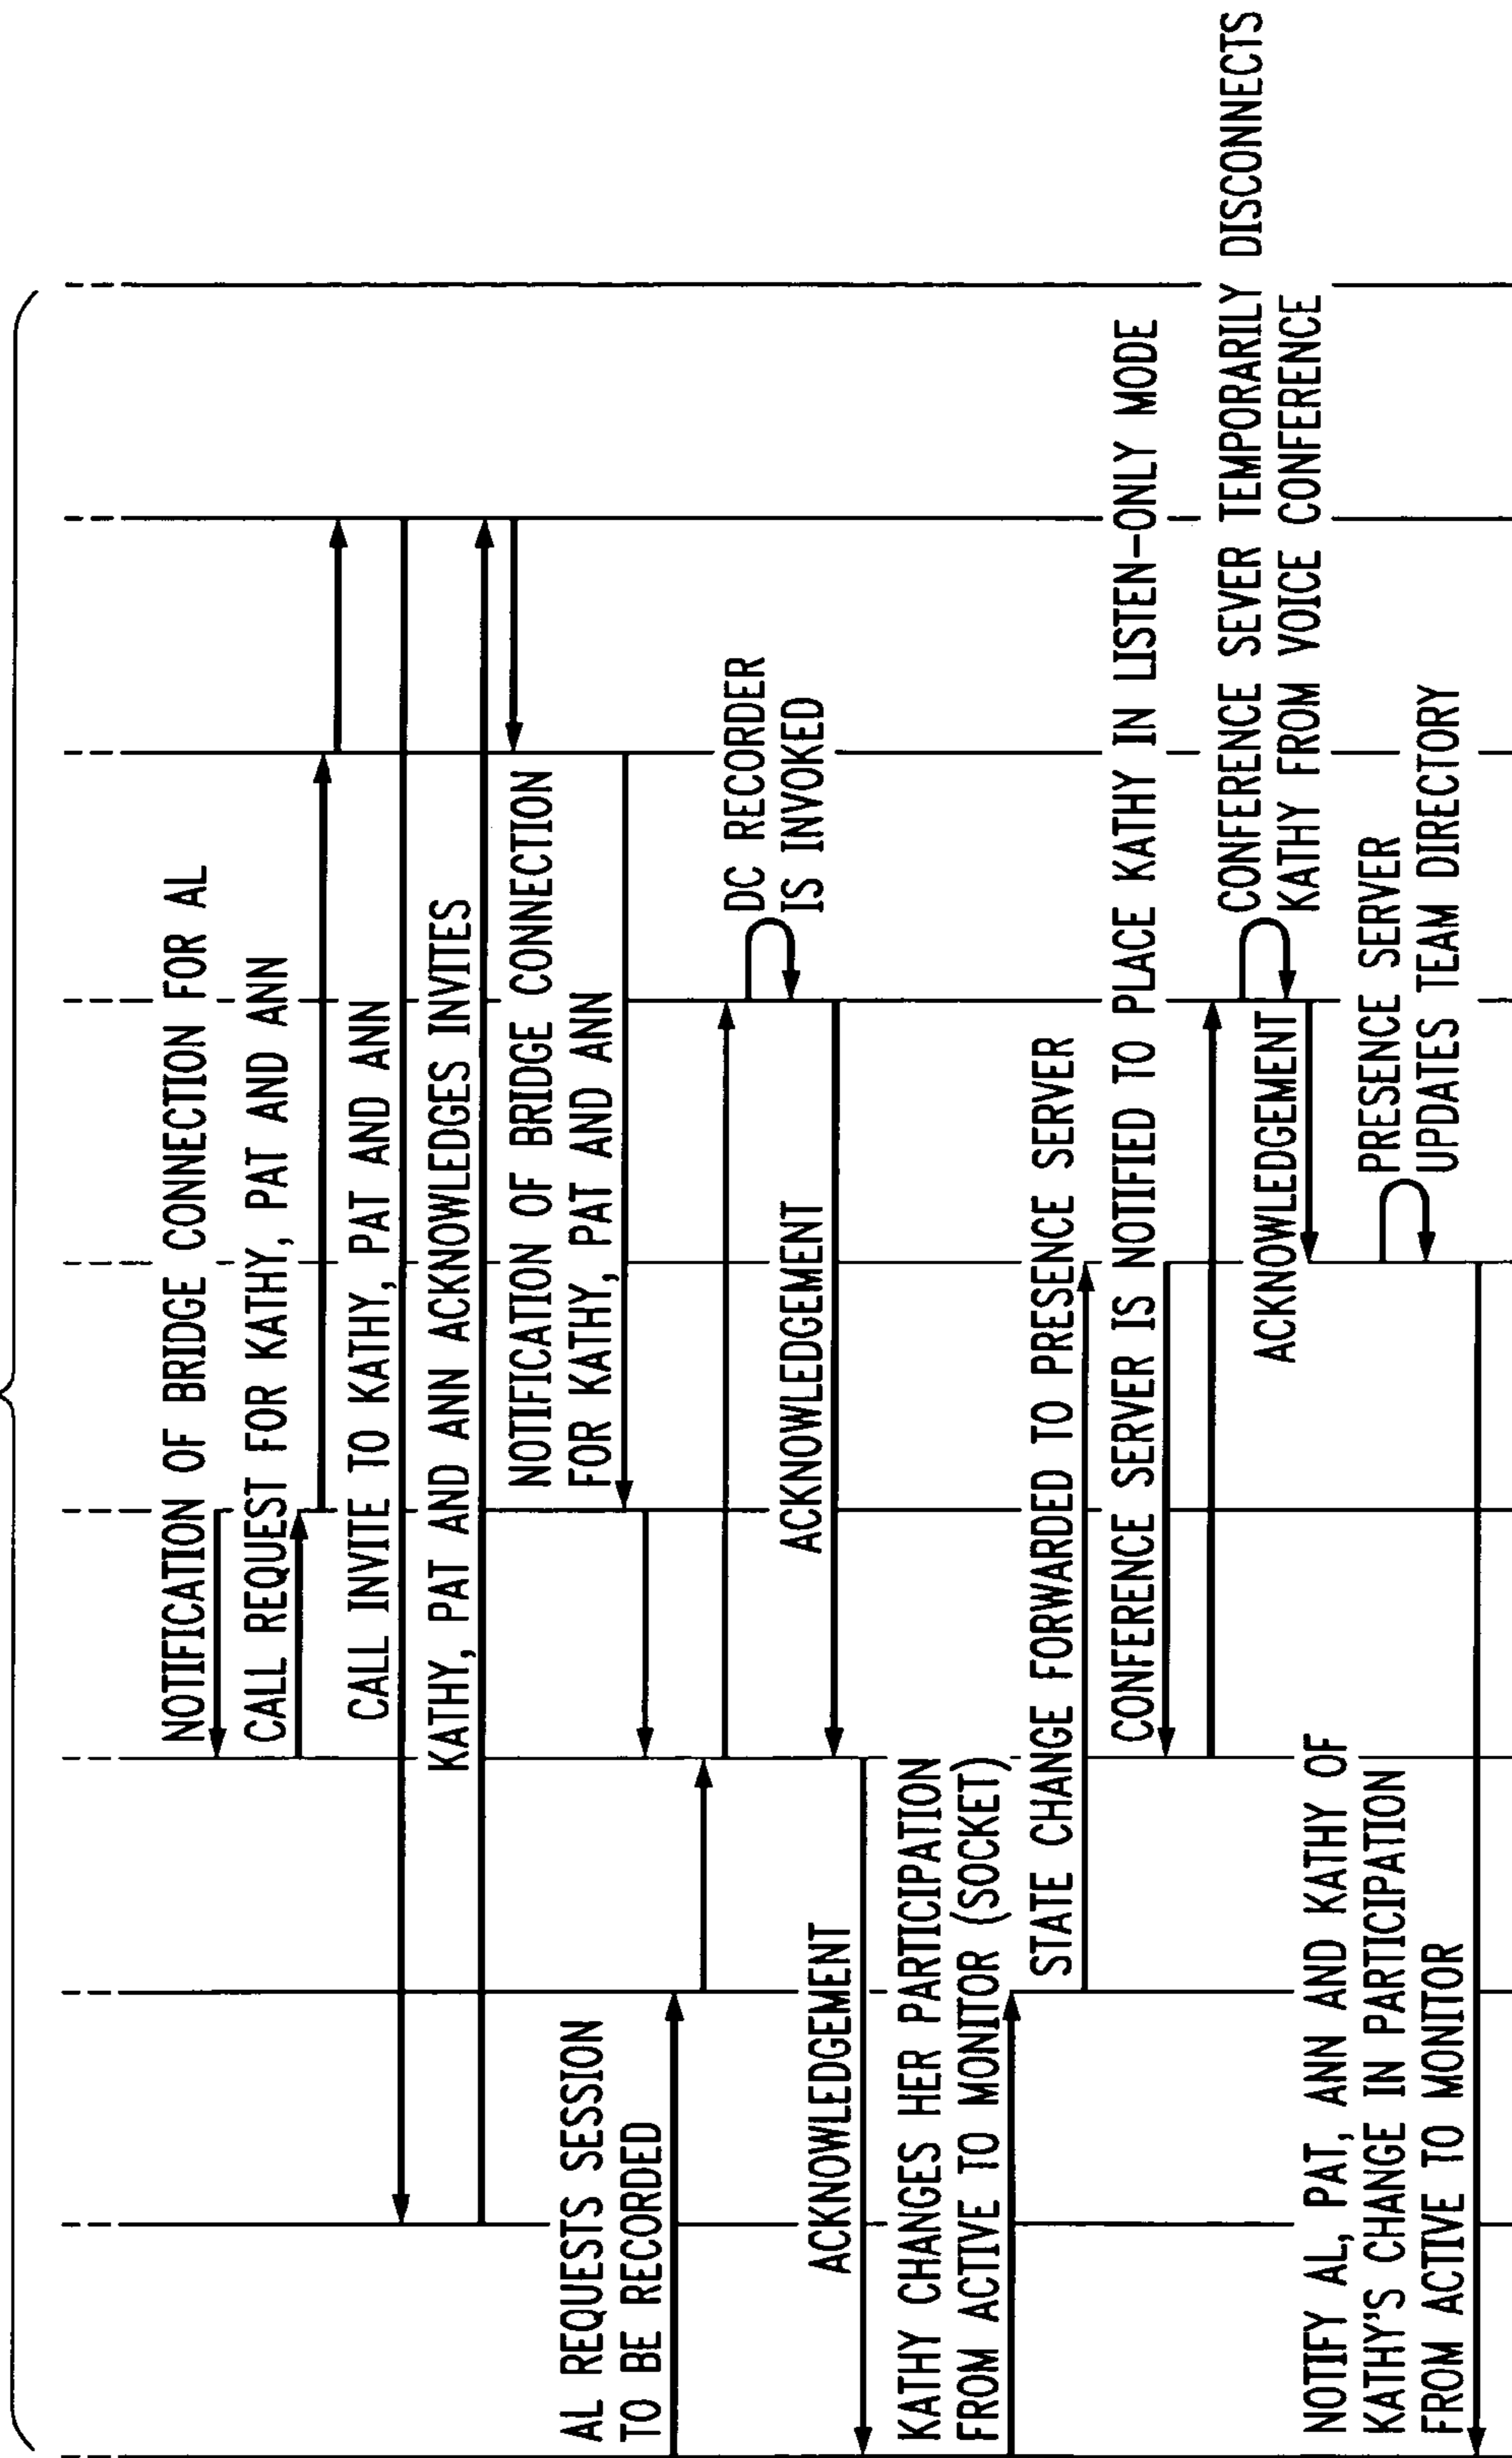 NOTIFICATION OF BRIDGE CONNECTION FOR AL
CALL REQUEST FOR KATHY, PAT AND ANN
CALL INVITE TO KATHY, PAT AND ANN
KATHY, PAT AND ANN ACKNOWLEDGES INVITES
NOTIFICATION OF BRIDGE CONNECTION
FOR KATHY, PAT AND ANN
AL REQUESTS SESSION
TO BE RECORDED
DC RECORDER
IS INVOKED
ACKNOWLEDGEMENT
ACKNOWLEDGEMENT
KATHY CHANGES HER PARTICIPATION
FROM ACTIVE TO MONITOR (SOCKET)
STATE CHANGE FORWARDED TO PRESENCE SERVER
CONFERENCE SERVER IS NOTIFIED TO PLACE KATHY IN LISTEN-ONLY MODE
CONFERENCE SEVER TEMPORARILY DISCONNECTS
KATHY FROM VOICE CONFERENCE
ACKNOWLEDGEMENT
PRESENCE SERVER
UPDATES TEAM DIRECTORY
NOTIFY AL, PAT, ANN AND KATHY OF
KATHY'S CHANGE IN PARTICIPATION
FROM ACTIVE TO MONITOR